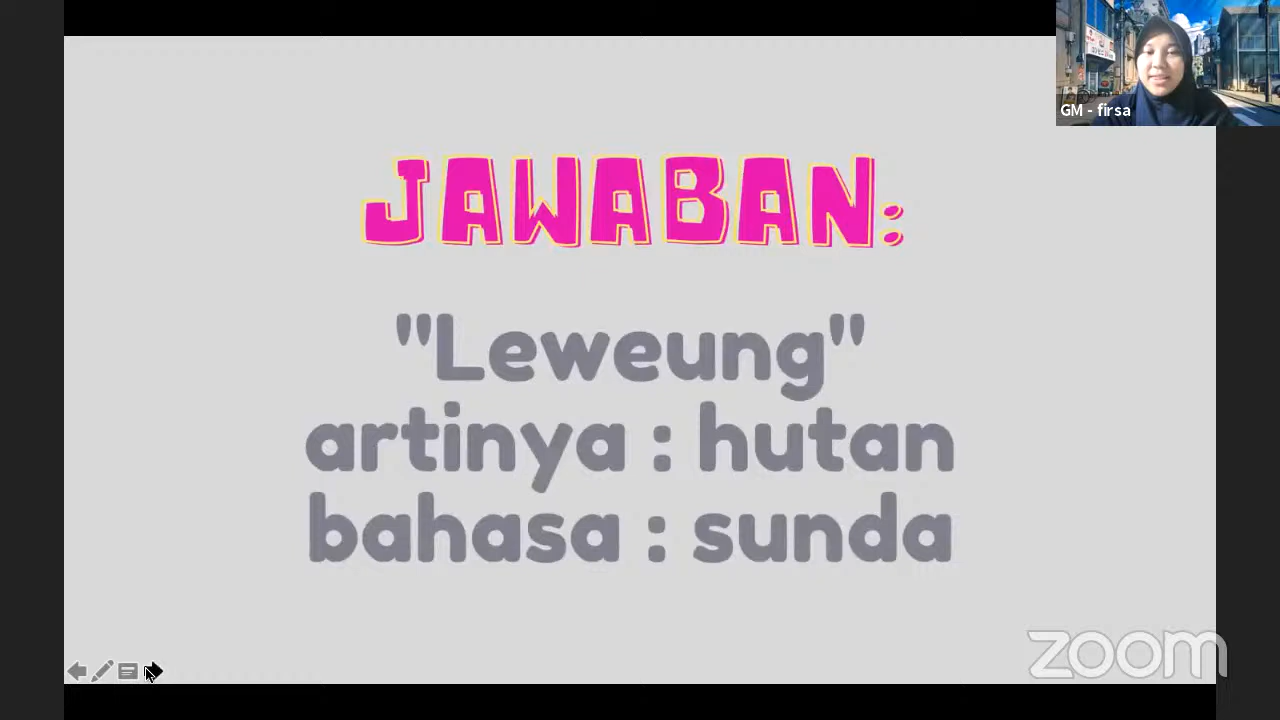 GM - firsa
JAWABAN:
"Leweung"
artinya : hutan
bahasa : sunda
zoom